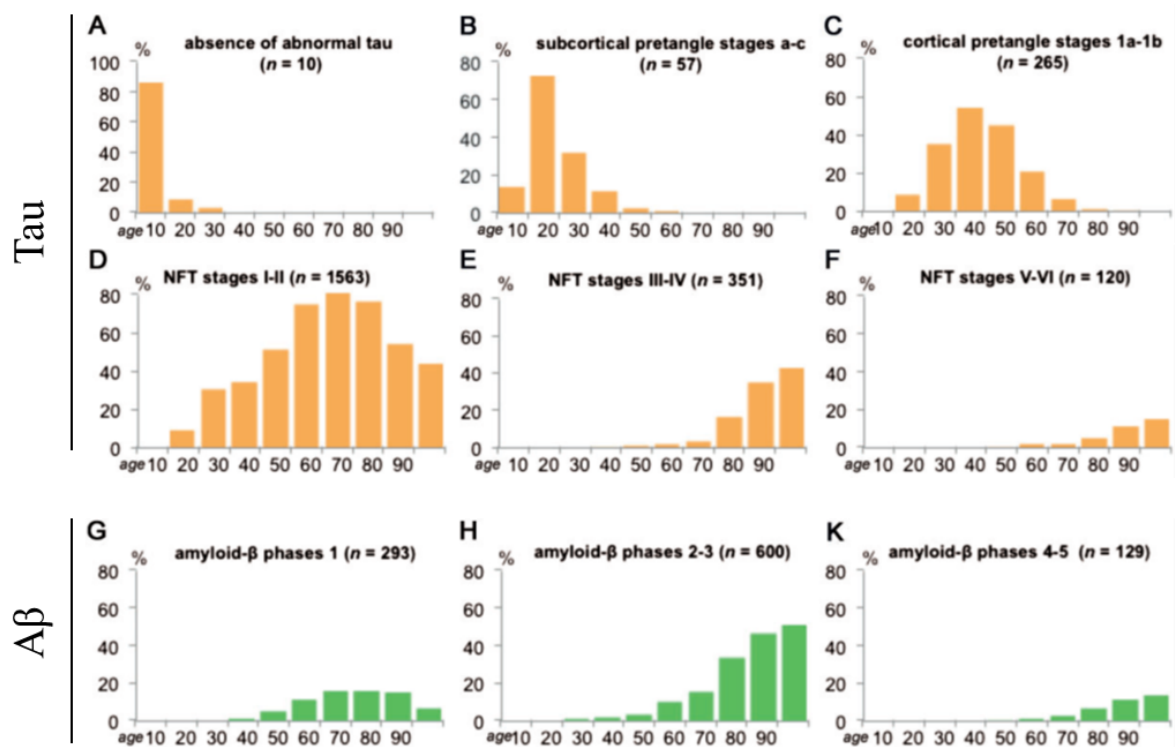 Tau
A
absence of abnormal tau
(n = 10)
%
100
80
60
40
20
0
age 10 20 30 40 50 60 70 80 90
B
subcortical pretangle stages a-c
(n = 57)
%
80
60
40
20
0
age 10 20 30 40 50 60 70 80 90
C
cortical pretangle stages 1a-1b
(n = 265)
%
80
60
40
20
0
age10 20 30 40 50 60 70 80 90
D
NFT stages I-II (n = 1563)
%
80
60
40
20
0
age 10 20 30 40 50 60 70 80 90
E
NFT stages III-IV (n = 351)
%
80
60
40
20
0
age 10 20 30 40 50 60 70 80 90
F
NFT stages V-VI (n = 120)
%
80
60
40
20
0
age 10 20 30 40 50 60 70 80 90
Aβ
G
amyloid-β phases 1 (n = 293)
%
80
60
40
20
0
age 10 20 30 40 50 60 70 80 90
H
amyloid-β phases 2-3 (n = 600)
%
80
60
40
20
0
age 10 20 30 40 50 60 70 80 90
K
amyloid-β phases 4-5 (n = 129)
%
80
60
40
20
0
age 10 20 30 40 50 60 70 80 90